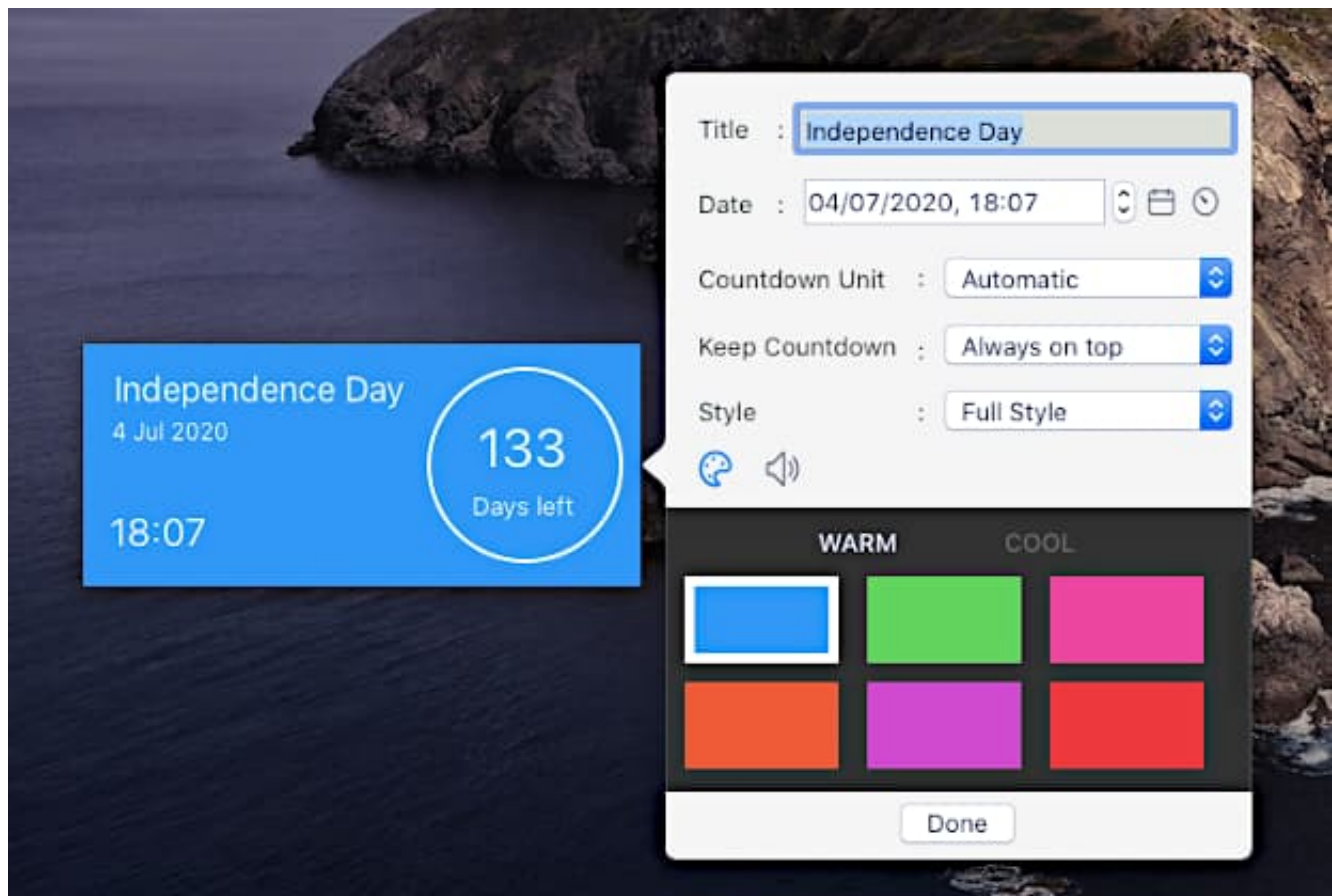 Independence Day
4 Jul 2020
133
Days left
18:07
Title : Independence Day
Date : 04/07/2020, 18:07
Countdown Unit : Automatic
Keep Countdown : Always on top
Style : Full Style
WARM COOL
Done